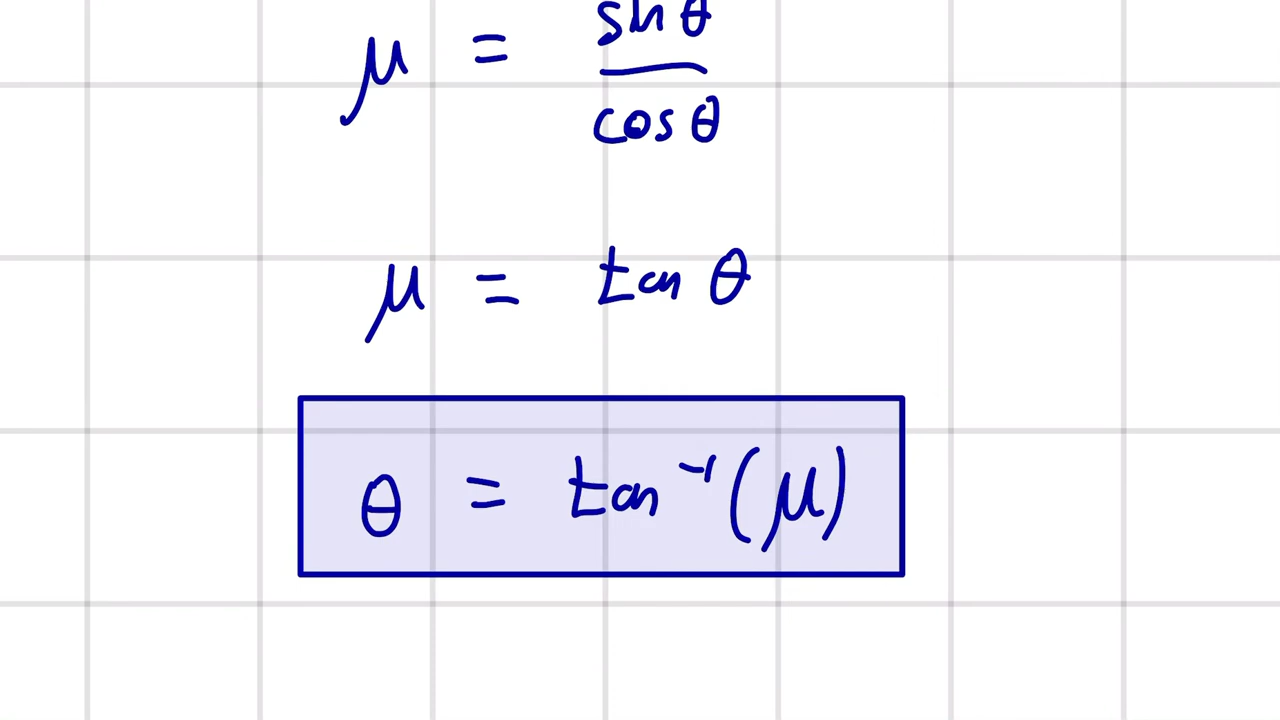 μ = sin θ / cos θ
μ = tan θ
θ = tan⁻¹(μ)